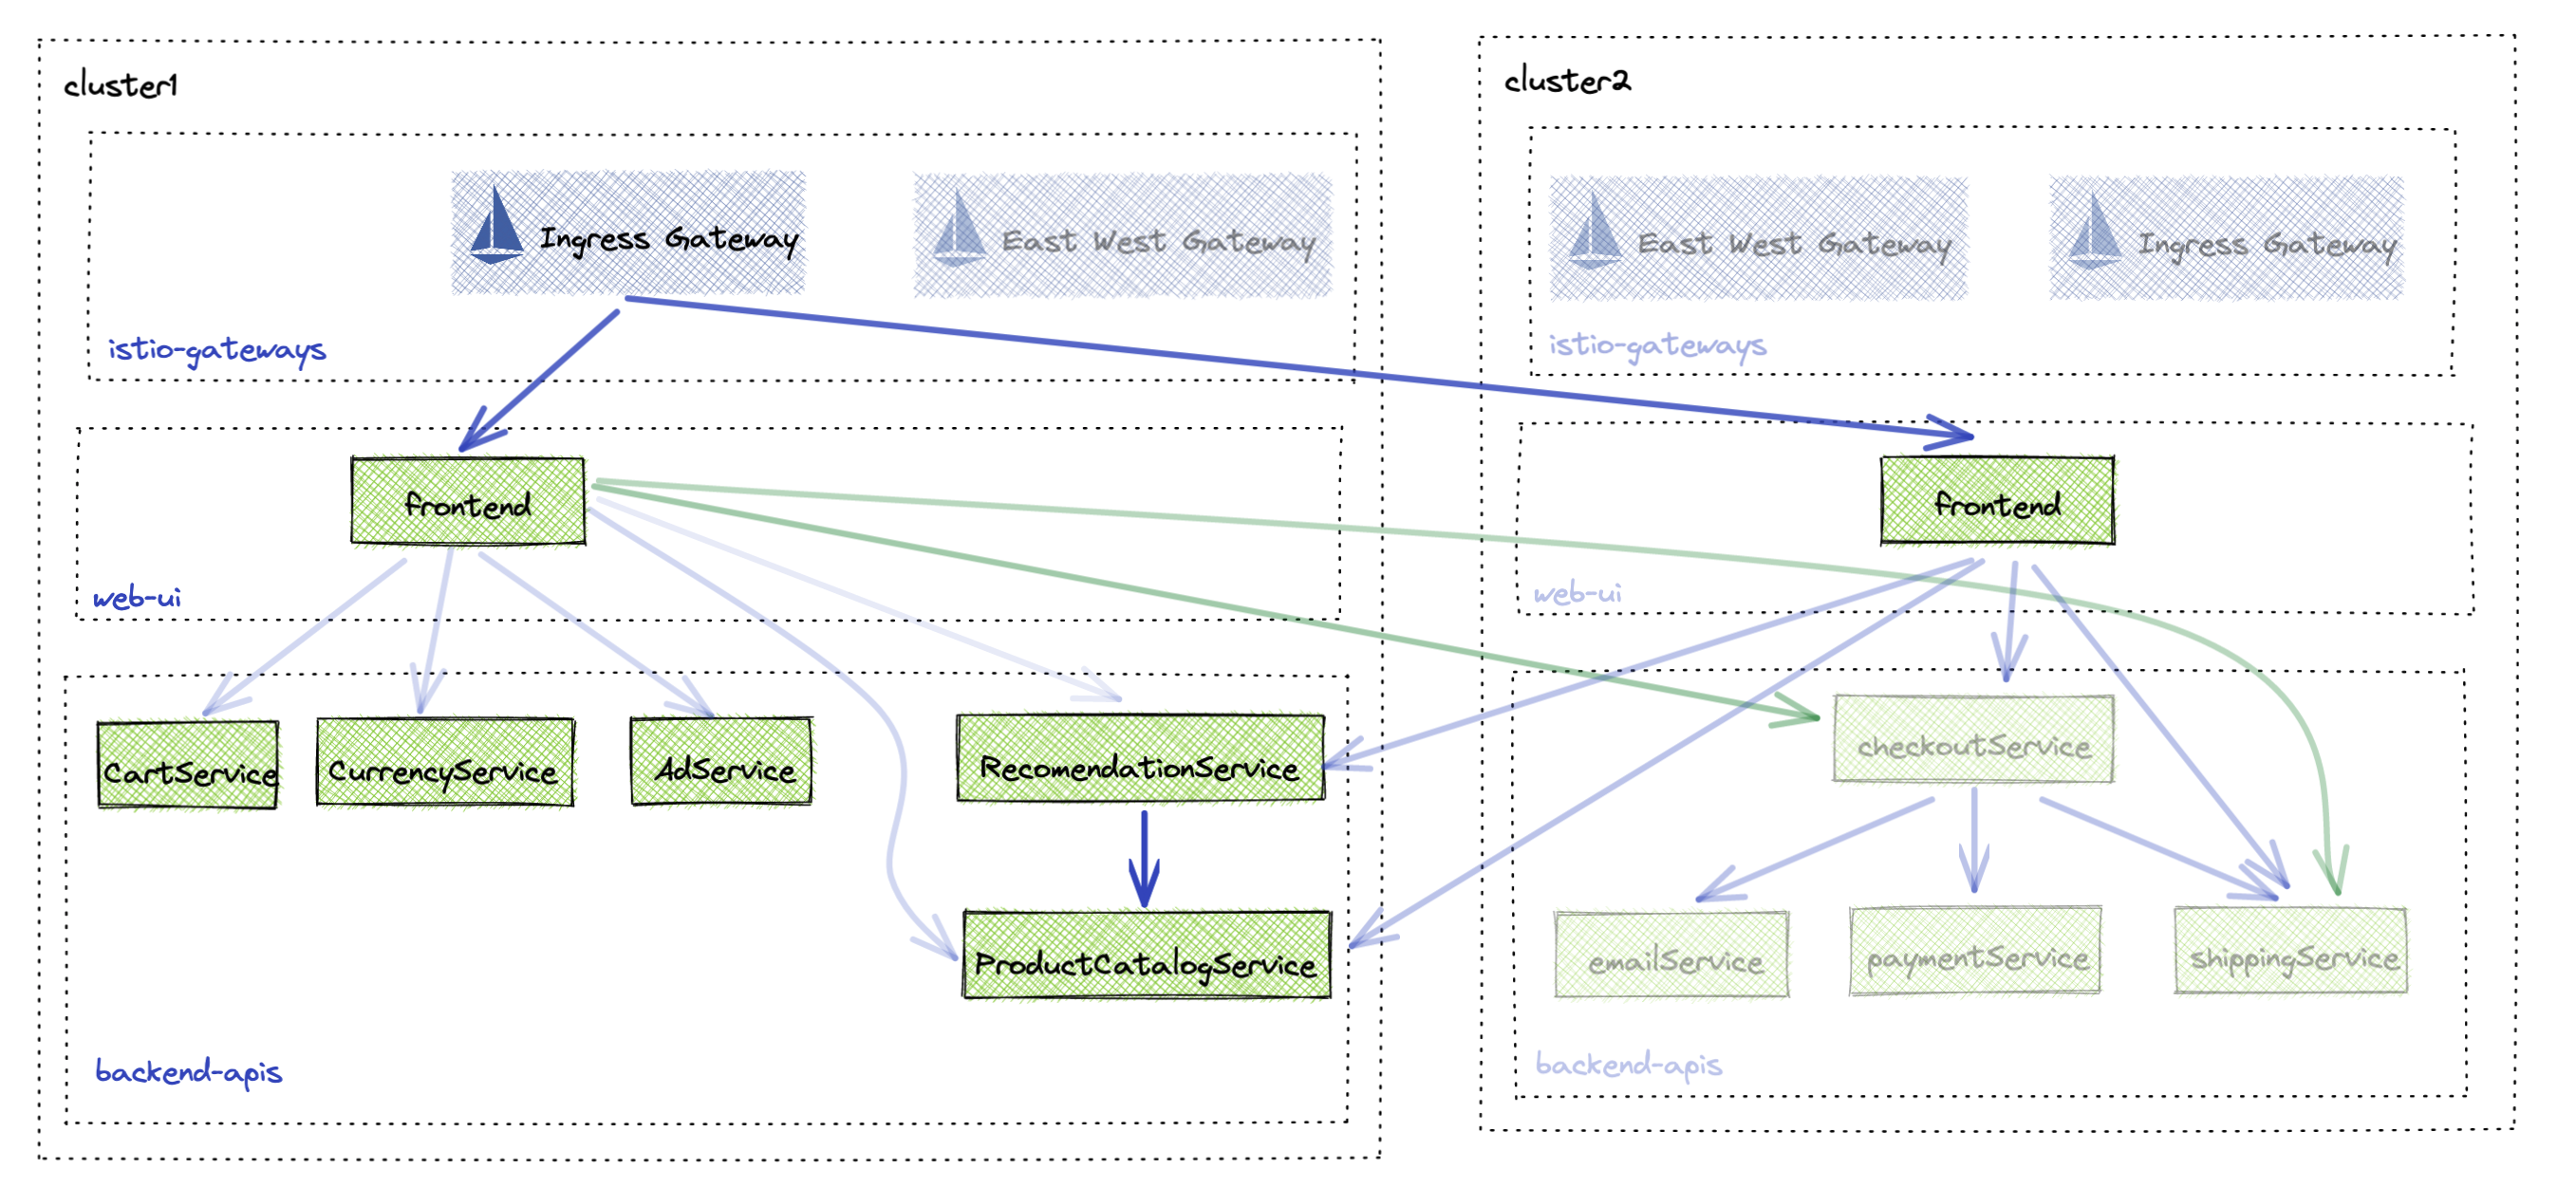 cluster1
Ingress Gateway
East West Gateway
istio-gateways
frontend
web-ui
CartService
CurrencyService
AdService
RecomendationService
ProductCatalogService
backend-apis
cluster2
East West Gateway
Ingress Gateway
istio-gateways
frontend
web-ui
checkoutService
emailService
paymentService
shippingService
backend-apis